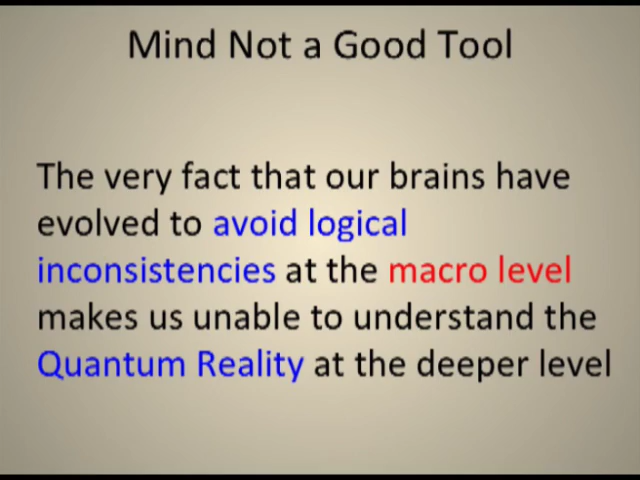 Mind Not a Good Tool
The very fact that our brains have
evolved to avoid logical
inconsistencies at the macro level
makes us unable to understand the
Quantum Reality at the deeper level